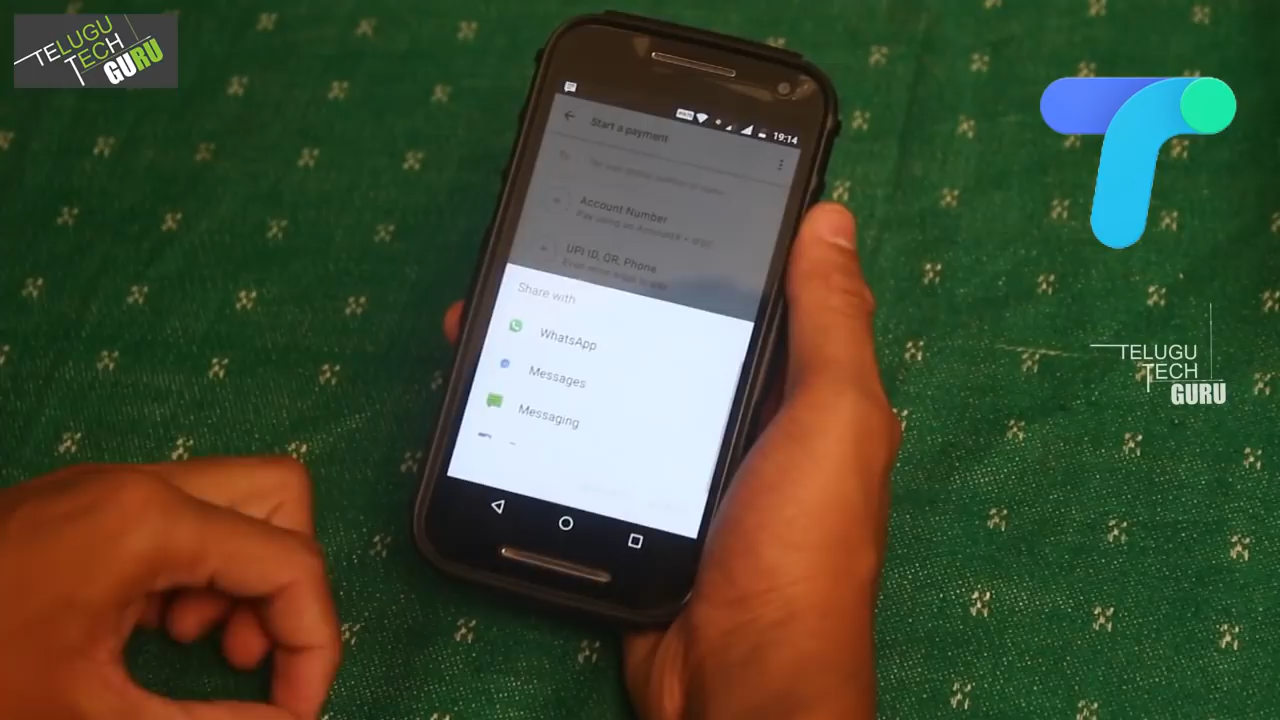 TELUGU
TECH
GURU
19:14
Start a payment
Account Number
UPI ID, QR, Phone
Share with
WhatsApp
Messages
Messaging
TELUGU
TECH
GURU